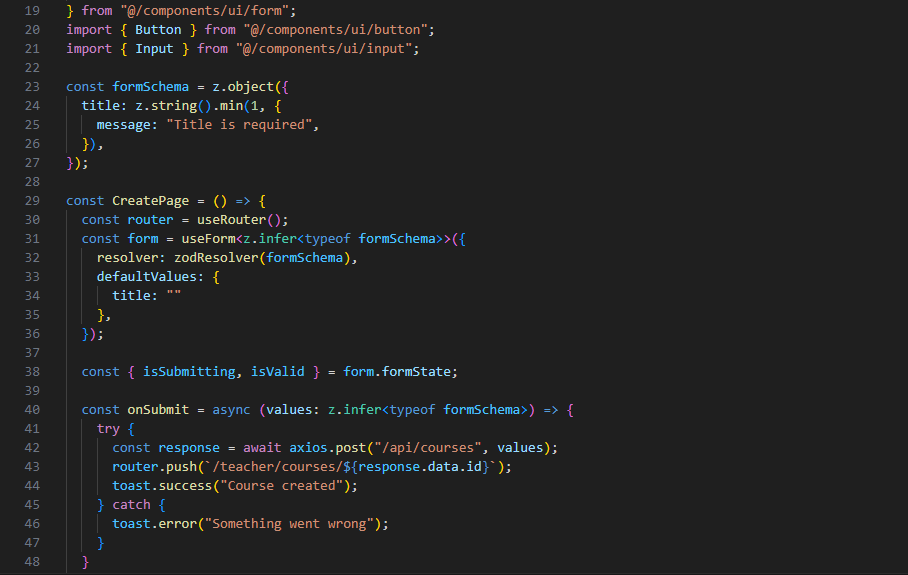 19 } from "@/components/ui/form";
20 import { Button } from "@/components/ui/button";
21 import { Input } from "@/components/ui/input";
22
23 const formSchema = z.object({
24   title: z.string().min(1, {
25     message: "Title is required",
26   }),
27 });
28
29 const CreatePage = () => {
30   const router = useRouter();
31   const form = useForm<z.infer<typeof formSchema>>({
32     resolver: zodResolver(formSchema),
33     defaultValues: {
34       title: ""
35     },
36   });
37
38   const { isSubmitting, isValid } = form.formState;
39
40   const onSubmit = async (values: z.infer<typeof formSchema>) => {
41     try {
42       const response = await axios.post("/api/courses", values);
43       router.push(`/teacher/courses/${response.data.id}`);
44       toast.success("Course created");
45     } catch {
46       toast.error("Something went wrong");
47     }
48   }